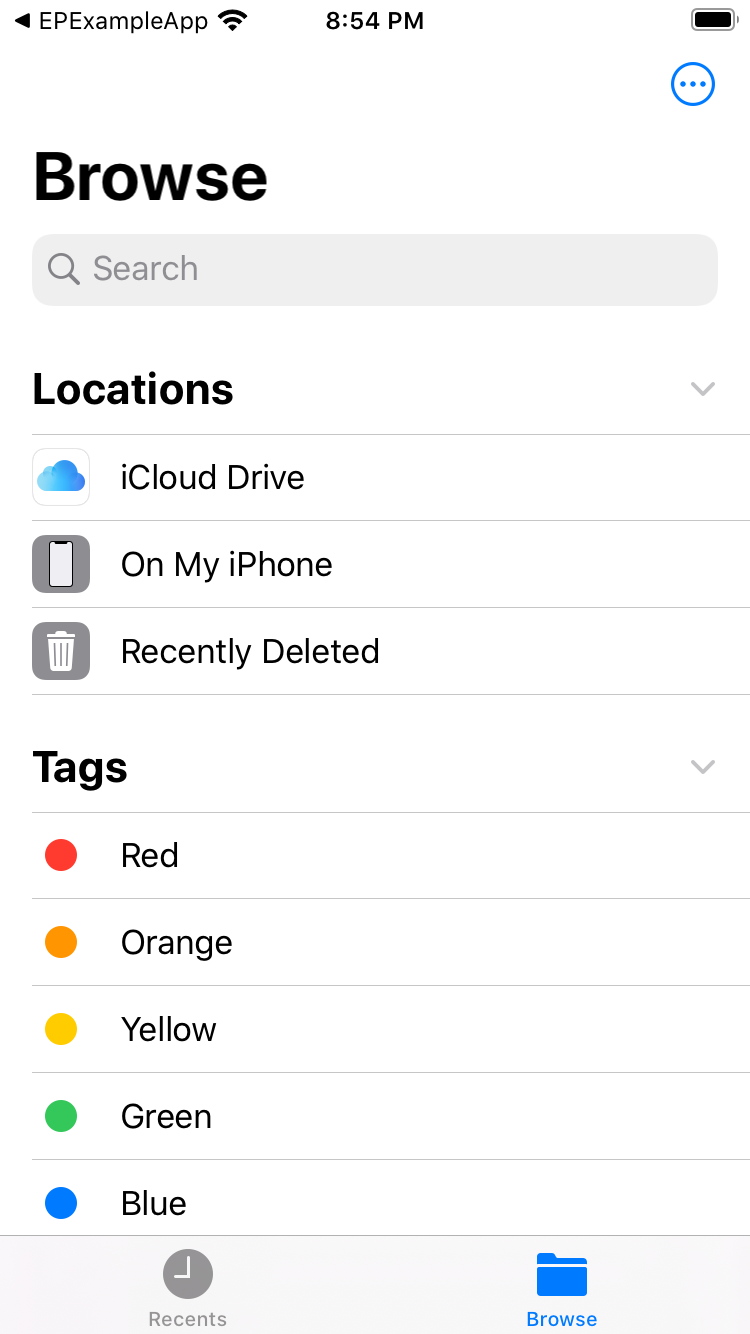 EPExampleApp 8:54 PM
Browse
Search
Locations
iCloud Drive
On My iPhone
Recently Deleted
Tags
Red
Orange
Yellow
Green
Blue
Recents Browse